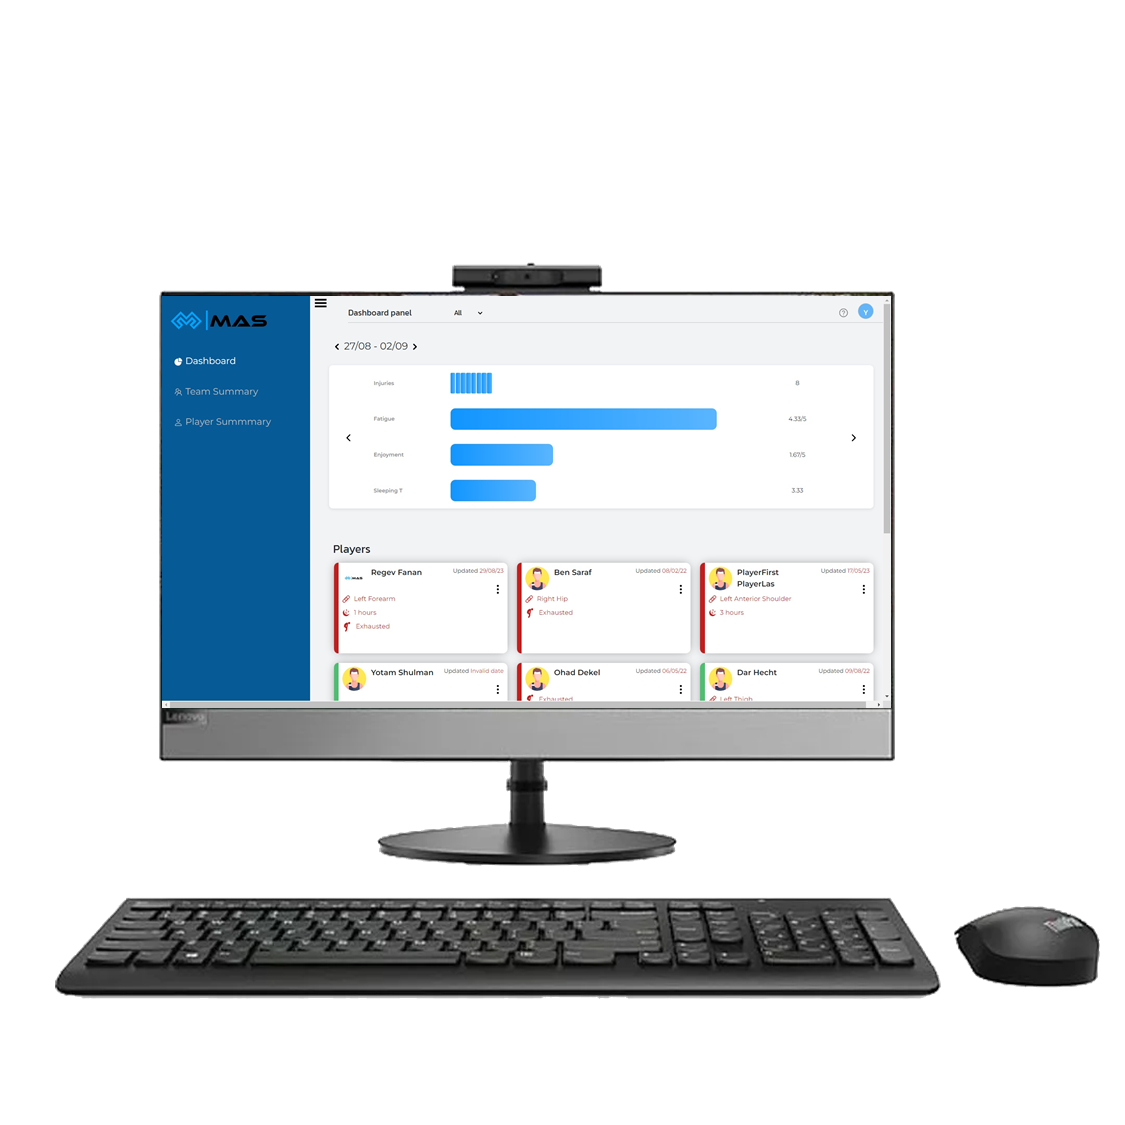 MAS
Dashboard panel
All
Y
Dashboard
Team Summary
Player Summmary
27/08 - 02/09
Injuries 8
Fatigue 4.33/5
Enjoyment 1.67/5
Sleeping T 3.33
Players
Regev Fanan Updated 29/08/23
MAS
Left Forearm
1 hours
Exhausted
Ben Saraf Updated 08/02/22
Right Hip
Exhausted
PlayerFirst Updated 17/05/23
PlayerLas
Left Anterior Shoulder
3 hours
Yotam Shulman Updated Invalid date
Ohad Dekel Updated 06/05/22
Exhausted
Dar Hecht Updated 09/08/22
Left Thigh
Lenovo